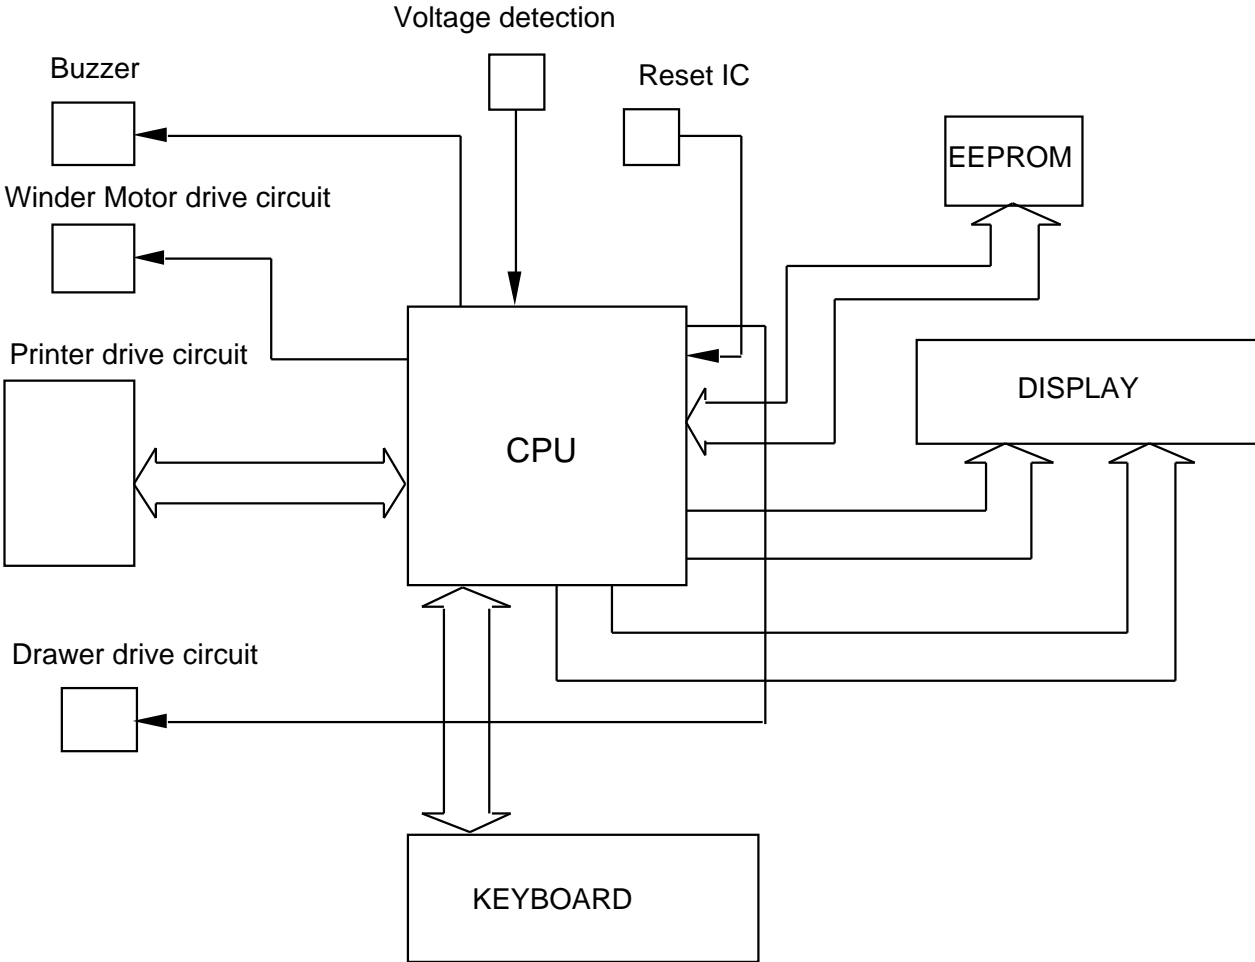 Voltage detection
Buzzer
Reset IC
EEPROM
Winder Motor drive circuit
Printer drive circuit
DISPLAY
CPU
Drawer drive circuit
KEYBOARD